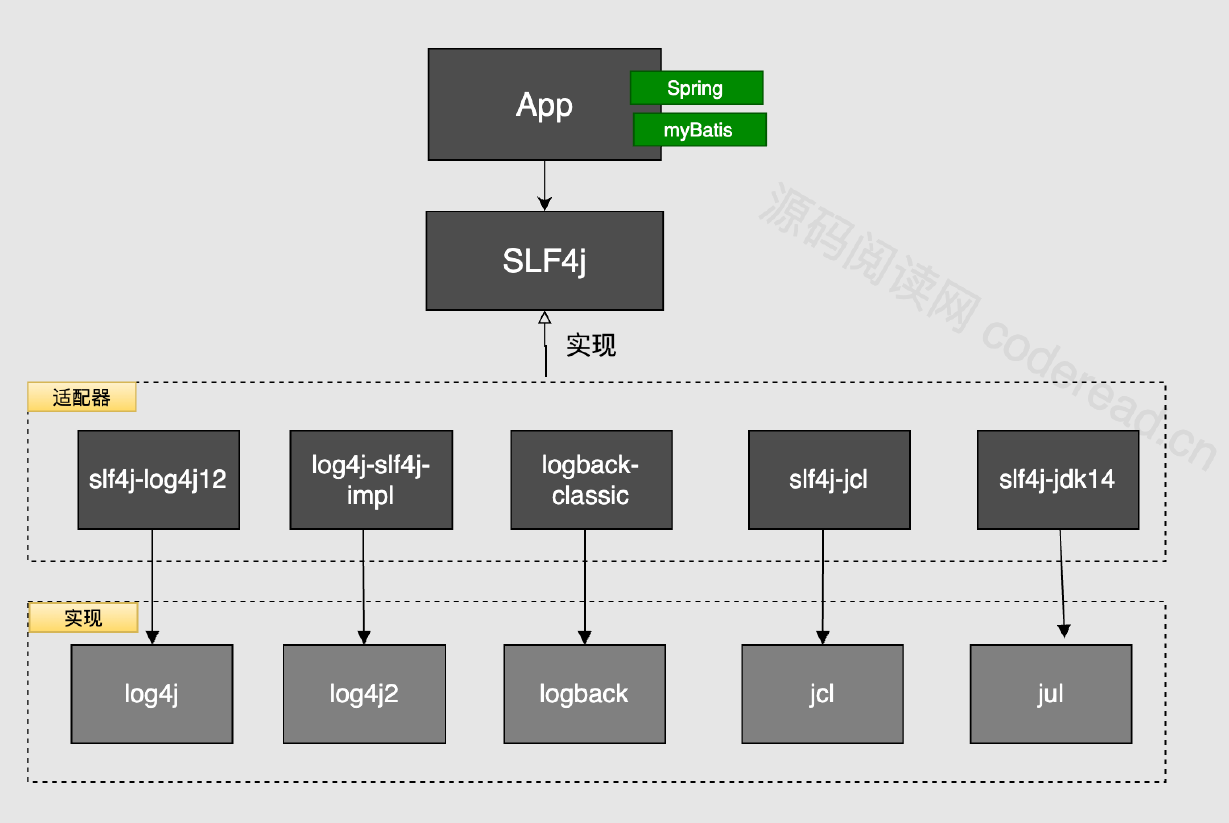 App
Spring
myBatis
SLF4j
实现
源码阅读网 coderead.cn
适配器
slf4j-log4j12
log4j-slf4j-
impl
logback-
classic
slf4j-jcl
slf4j-jdk14
实现
log4j
log4j2
logback
jcl
jul